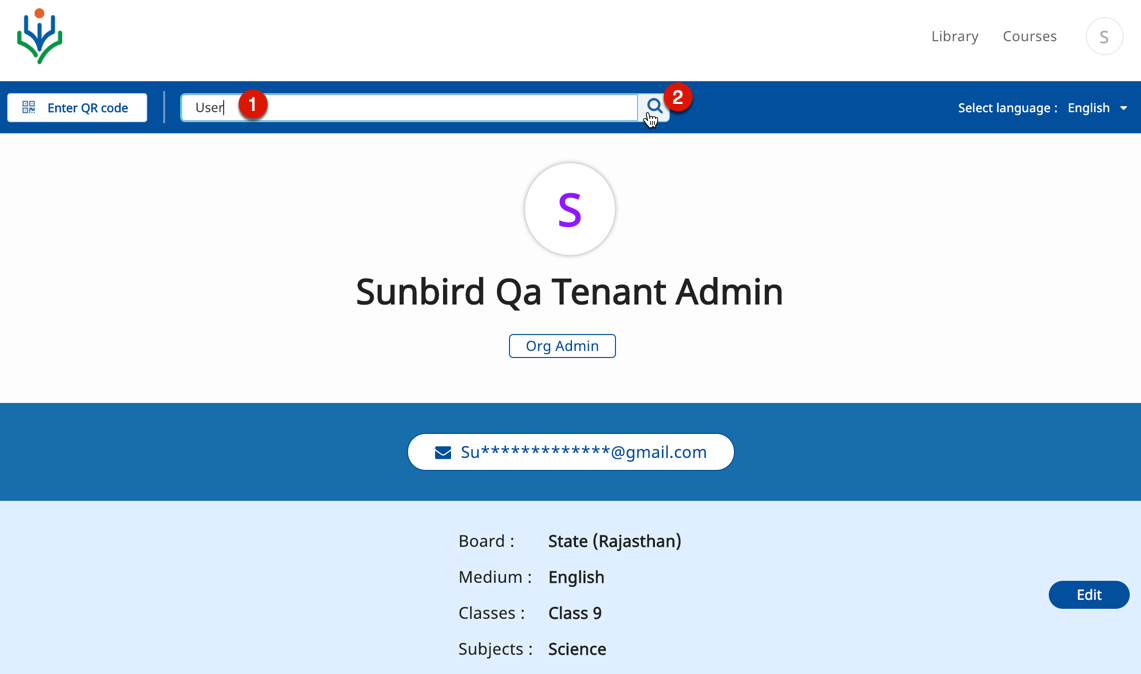 Library Courses S
Enter QR code User 1 2 Select language : English
S
Sunbird Qa Tenant Admin
Org Admin
Su*************@gmail.com
Board : State (Rajasthan)
Medium : English
Edit
Classes : Class 9
Subjects : Science